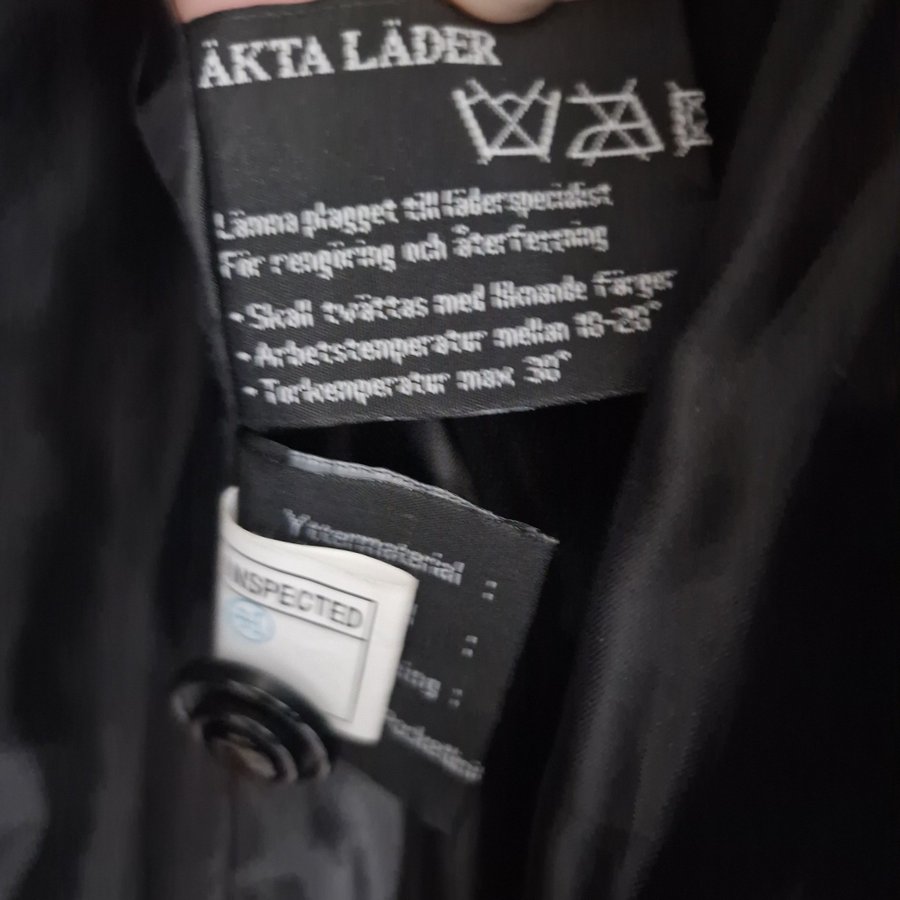 ÄKTA LÄDER
Lämna plagget till läderspecialist
För rengöring och återfettning
- Skall tvättas med liknande färger
- Arbetstemperatur mellan 18-26°
- Torktemperatur max 30°
Yttermaterial :
INSPECTED
:
: